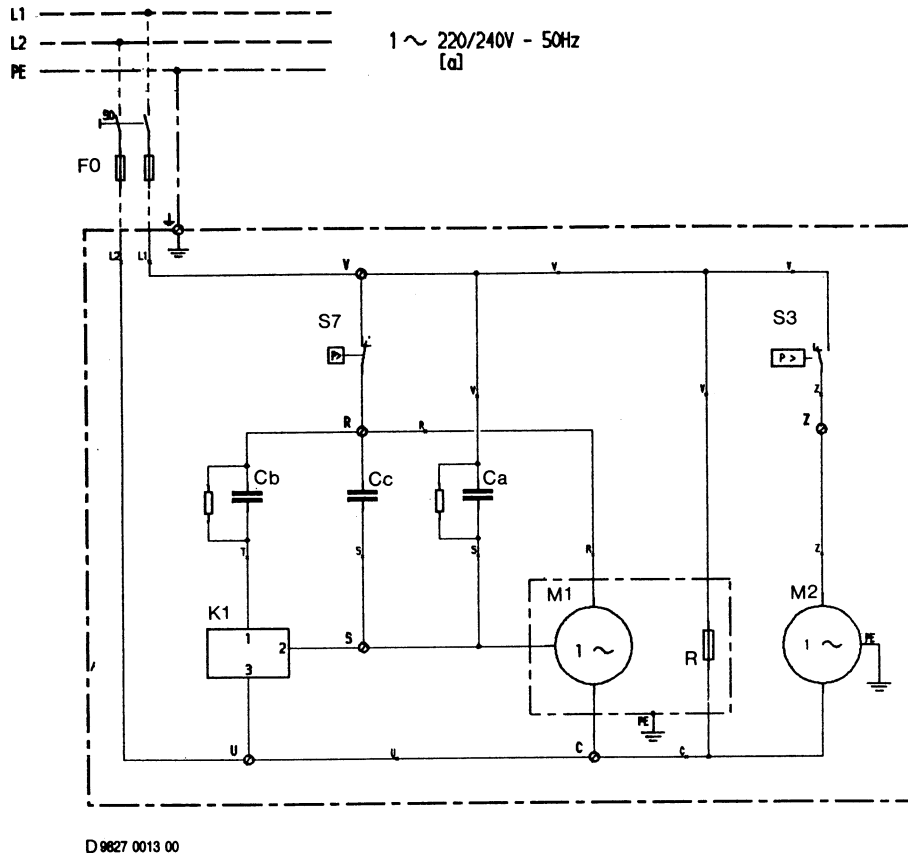 L1
L2
1 ~ 220/240V - 50Hz
[a]
PE
S0
F0
L2 L1
V V. V.
S7 S3
P> P >
V. V. Z.
R R. Z
Cb Cc Ca
T. S. S. R. Z.
K1 M1 M2
1 2 S 1 ~ R 1 ~ PE
3
PE
U U. C C.
D 9827 0013 00